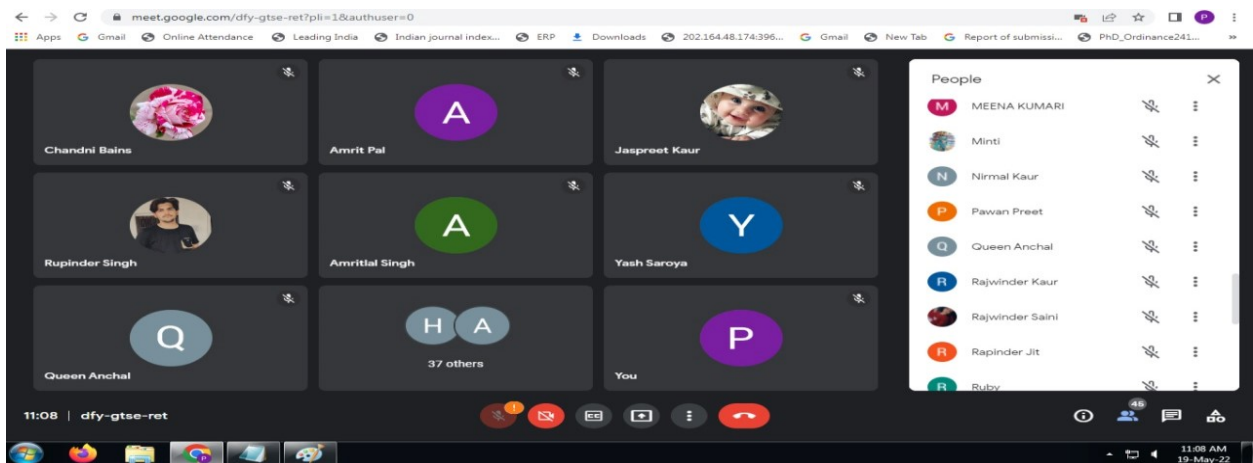 meet.google.com/dfy-gtse-ret?pli=1&authuser=0
P
Apps Gmail Online Attendance Leading India Indian journal index... ERP Downloads 202.164.48.174:396... Gmail New Tab Report of submissi... PhD_Ordinance241... »
Chandni Bains
A
Amrit Pal
Jaspreet Kaur
Rupinder Singh
A
Amritlal Singh
Y
Yash Saroya
Q
Queen Anchal
H A
37 others
P
You
People
M MEENA KUMARI
Minti
N Nirmal Kaur
P Pawan Preet
Q Queen Anchal
R Rajwinder Kaur
Rajwinder Saini
R Rapinder Jit
R Ruby
11:08 | dfy-gtse-ret
CC
46
11:08 AM
19-May-22